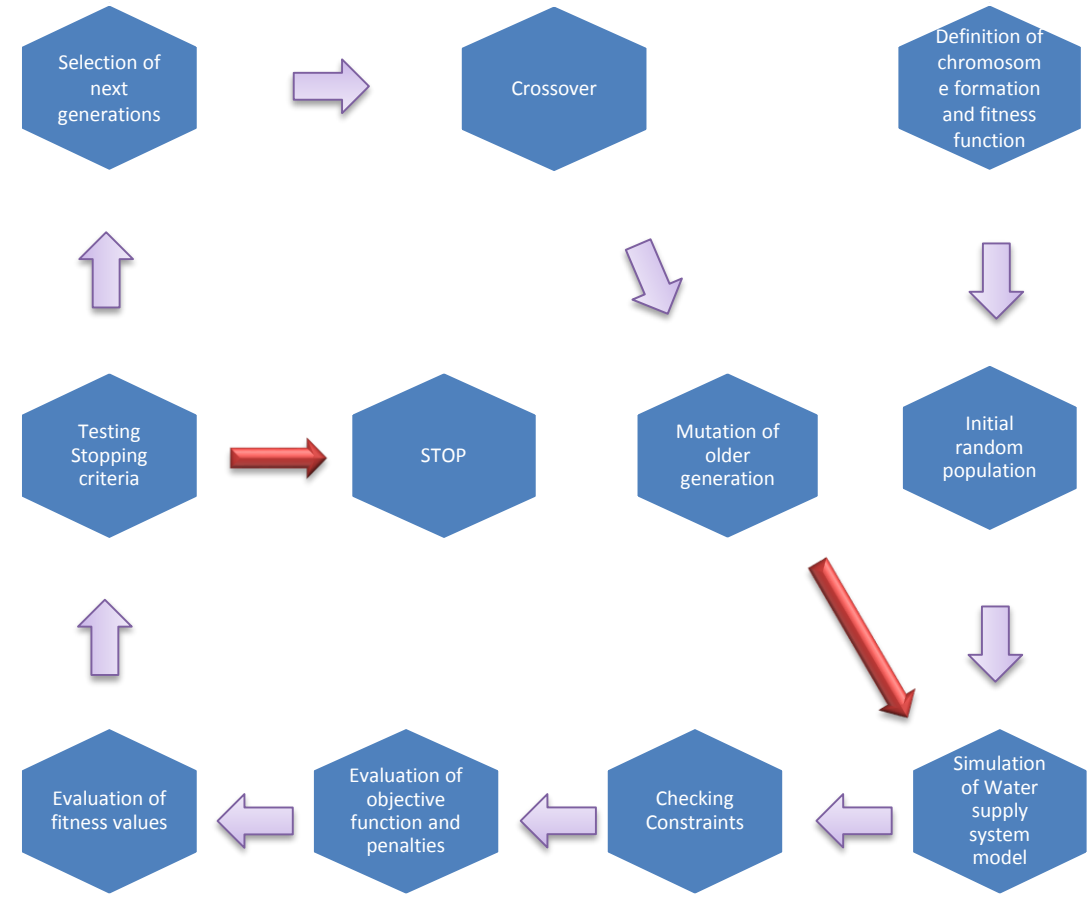 Selection of
next
generations
Crossover
Definition of
chromosom
e formation
and fitness
function
Testing
Stopping
criteria
STOP
Mutation of
older
generation
Initial
random
population
Evaluation of
fitness values
Evaluation of
objective
function and
penalties
Checking
Constraints
Simulation
of Water
supply
system
model